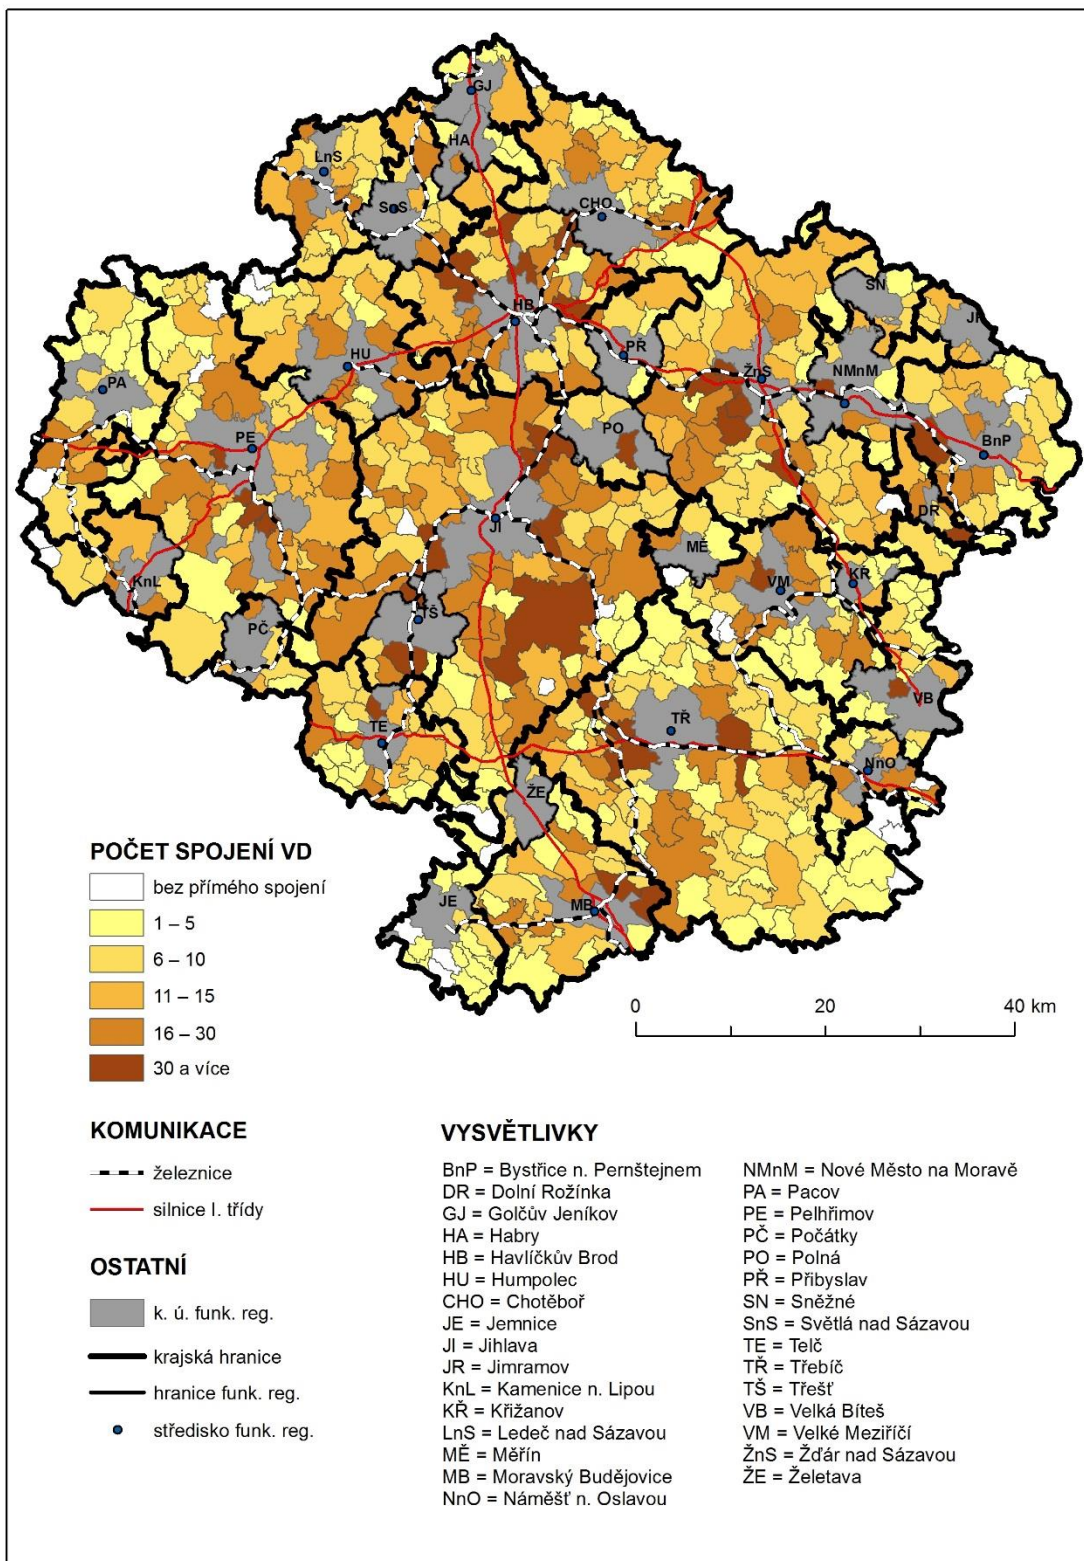 GJ
HA
LnS
SnS
CHO
SN
JR
HB
PŘ
HU
ŽnS
NMnM
PA
PE
PO
BnP
DR
JI
MĚ
KŘ
VM
KnL
TŠ
PČ
VB
TE
TŘ
NnO
ŽE
JE
MB
POČET SPOJENÍ VD
bez přímého spojení
1 – 5
6 – 10
11 – 15
16 – 30
30 a více
0 20 40 km
KOMUNIKACE
železnice
silnice I. třídy
OSTATNÍ
k. ú. funk. reg.
krajská hranice
hranice funk. reg.
středisko funk. reg.
VYSVĚTLIVKY
BnP = Bystřice n. Pernštejnem
DR = Dolní Rožínka
GJ = Golčův Jeníkov
HA = Habry
HB = Havlíčkův Brod
HU = Humpolec
CHO = Chotěboř
JE = Jemnice
JI = Jihlava
JR = Jimramov
KnL = Kamenice n. Lipou
KŘ = Křižanov
LnS = Ledeč nad Sázavou
MĚ = Měřín
MB = Moravský Budějovice
NnO = Náměšť n. Oslavou
NMnM = Nové Město na Moravě
PA = Pacov
PE = Pelhřimov
PČ = Počátky
PO = Polná
PŘ = Přibyslav
SN = Sněžné
SnS = Světlá nad Sázavou
TE = Telč
TŘ = Třebíč
TŠ = Třešť
VB = Velká Bíteš
VM = Velké Meziříčí
ŽnS = Žďár nad Sázavou
ŽE = Želetava